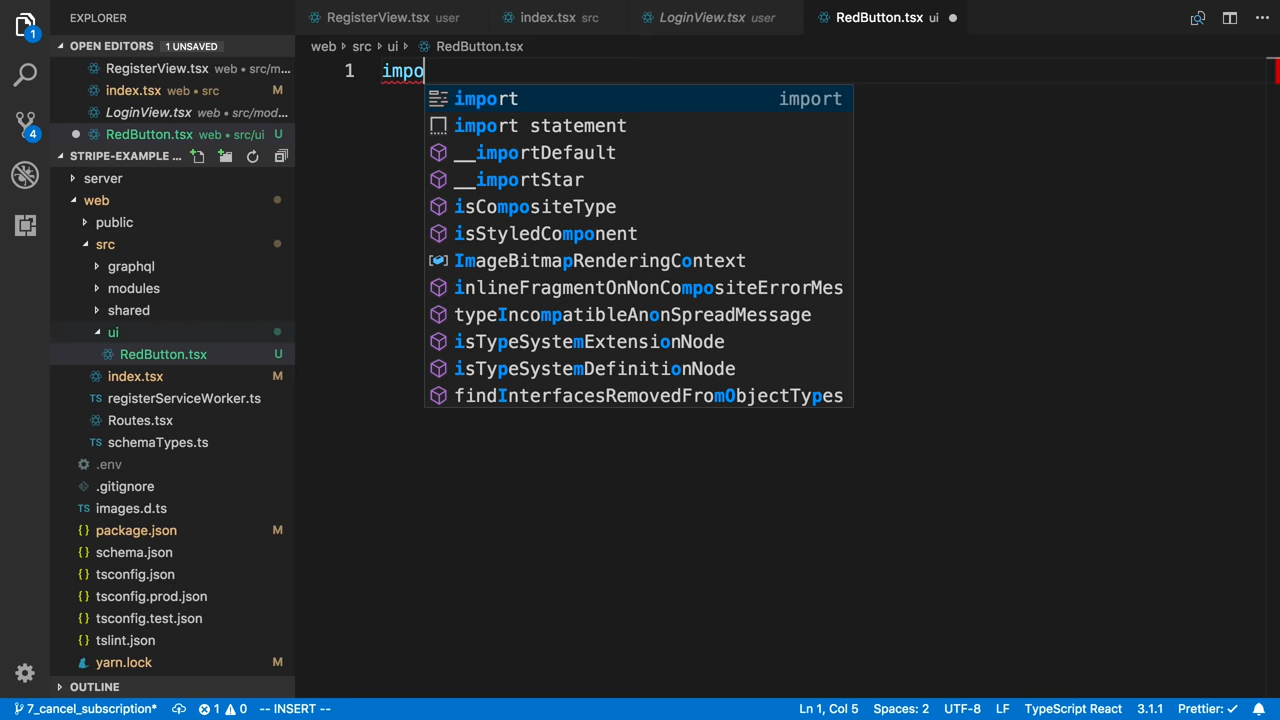 EXPLORER
RegisterView.tsx user
index.tsx src
LoginView.tsx user
RedButton.tsx ui
1
OPEN EDITORS 1 UNSAVED
RegisterView.tsx web • src/m...
index.tsx web • src M
LoginView.tsx web • src/mod...
RedButton.tsx web • src/ui U
STRIPE-EXAMPLE ...
server
web
public
src
graphql
modules
shared
ui
RedButton.tsx U
index.tsx M
TS registerServiceWorker.ts
Routes.tsx
TS schemaTypes.ts
.env
.gitignore
TS images.d.ts
{} package.json M
{} schema.json
{} tsconfig.json
{} tsconfig.prod.json
{} tsconfig.test.json
{} tslint.json
yarn.lock M
OUTLINE
4
web src ui RedButton.tsx
1 impo
import import
import statement
__importDefault
__importStar
isCompositeType
isStyledComponent
ImageBitmapRenderingContext
inlineFragmentOnNonCompositeErrorMes
typeIncompatibleAnonSpreadMessage
isTypeSystemExtensionNode
isTypeSystemDefinitionNode
findInterfacesRemovedFromObjectTypes
7_cancel_subscription* 1 0 -- INSERT -- Ln 1, Col 5 Spaces: 2 UTF-8 LF TypeScript React 3.1.1 Prettier: ✓